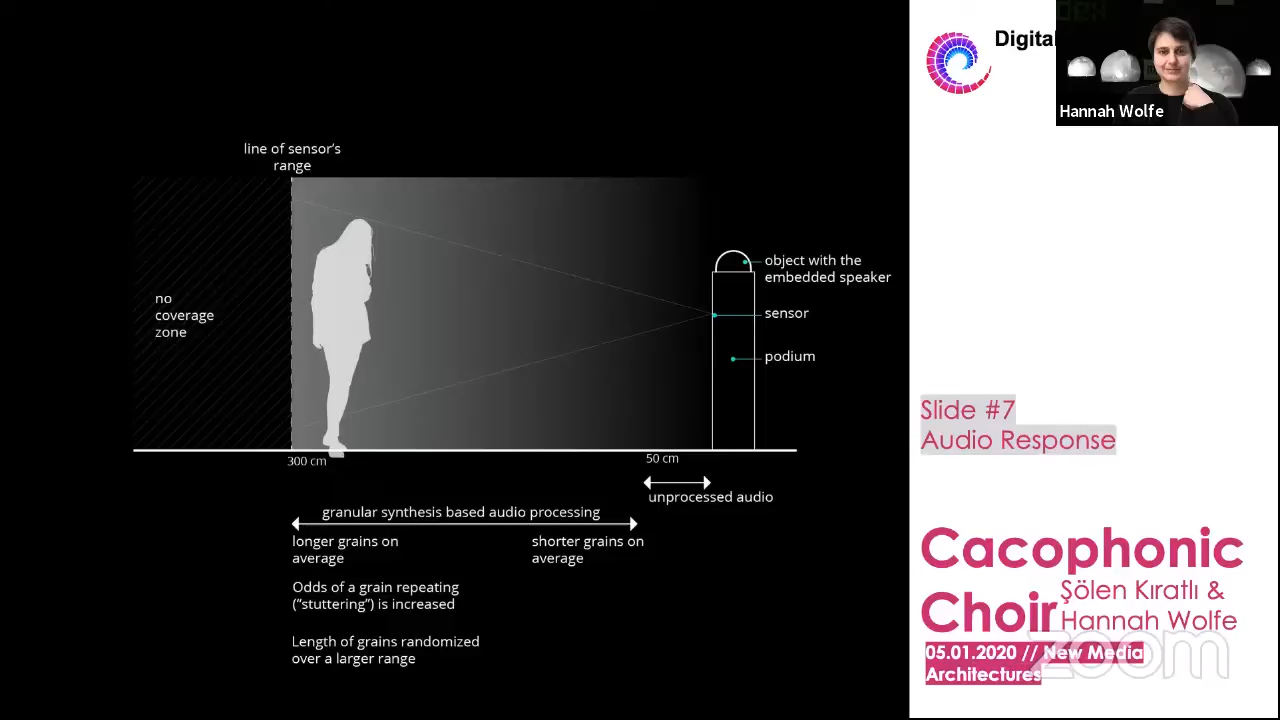 line of sensor's
range
no
coverage
zone
object with the
embedded speaker
sensor
podium
300 cm
50 cm
unprocessed audio
granular synthesis based audio processing
longer grains on
average
shorter grains on
average
Odds of a grain repeating
("stuttering") is increased
Length of grains randomized
over a larger range
Digital
Hannah Wolfe
Slide #7
Audio Response
Cacophonic
Choir
Şölen Kıratlı &
Hannah Wolfe
05.01.2020 // New Media
Architectures
zoom